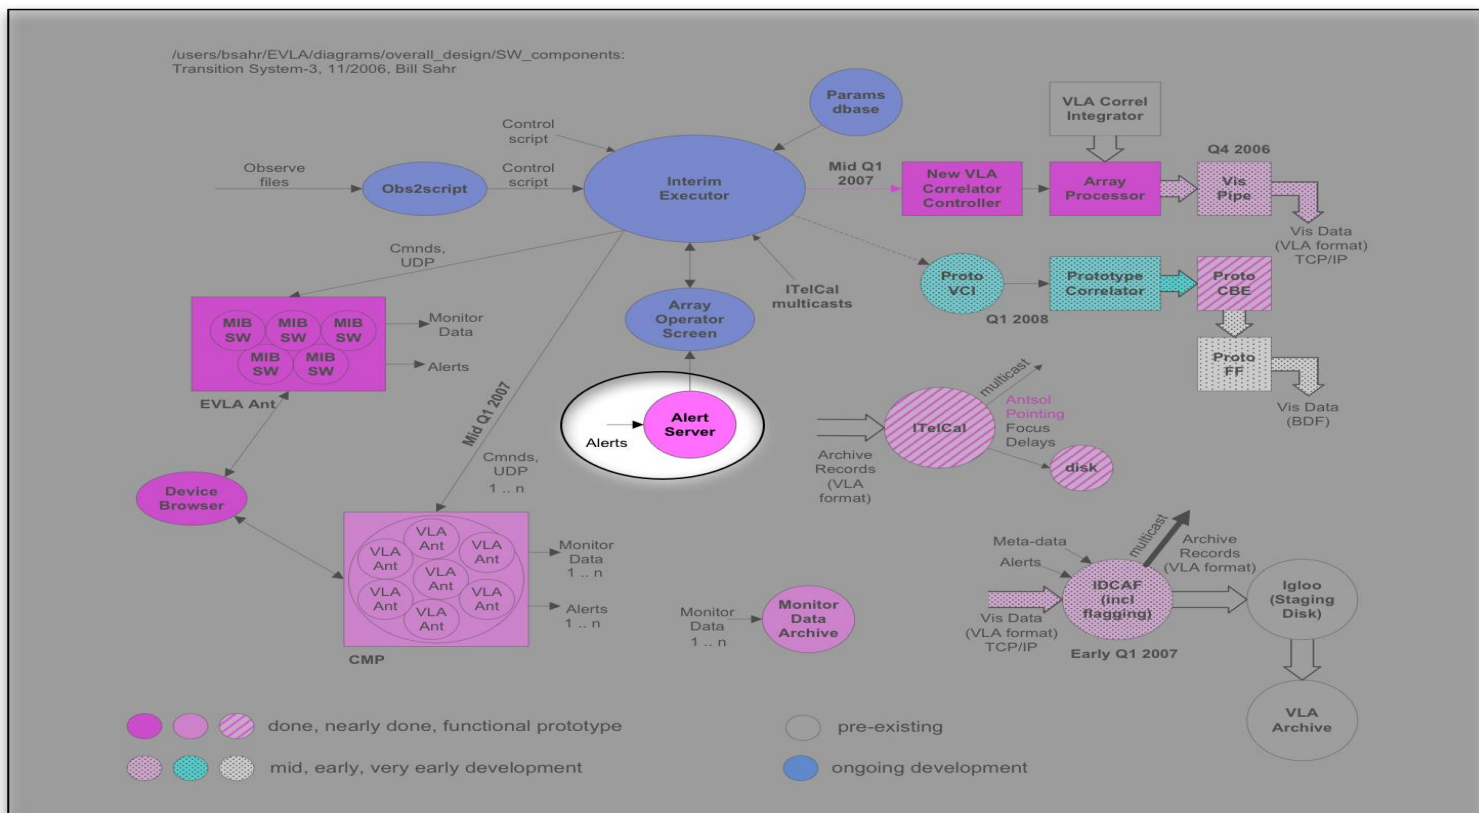 /users/bsahr/EVLA/diagrams/overall_design/SW_components:
Transition System-3, 11/2006, Bill Sahr
Params
dbase
VLA Correl
Integrator
Control
script
Observe
files
Obs2script
Control
script
Interim
Executor
Mid Q1
2007
New VLA
Correlator
Controller
Array
Processor
Q4 2006
Vis
Pipe
Vis Data
(VLA format)
TCP/IP
Cmnds,
UDP
ITelCal
multicasts
Proto
VCI
Q1 2008
Prototype
Correlator
Proto
CBE
Proto
FF
Vis Data
(BDF)
Array
Operator
Screen
MIB
SW
MIB
SW
MIB
SW
MIB
SW
MIB
SW
Monitor
Data
Alerts
EVLA Ant
Mid Q1 2007
Alerts
Alert
Server
Archive
Records
(VLA
format)
ITelCal
multicast
Antsol
Pointing
Focus
Delays
disk
Cmnds,
UDP
1 .. n
Device
Browser
VLA
Ant
VLA
Ant
VLA
Ant
VLA
Ant
VLA
Ant
VLA
Ant
VLA
Ant
CMP
Monitor
Data
1 .. n
Alerts
1 .. n
Monitor
Data
1 .. n
Monitor
Data
Archive
Meta-data
Alerts
multicast
Archive
Records
(VLA format)
Vis Data
(VLA format)
TCP/IP
IDCAF
(incl
flagging)
Early Q1 2007
Igloo
(Staging
Disk)
VLA
Archive
done, nearly done, functional prototype
pre-existing
mid, early, very early development
ongoing development